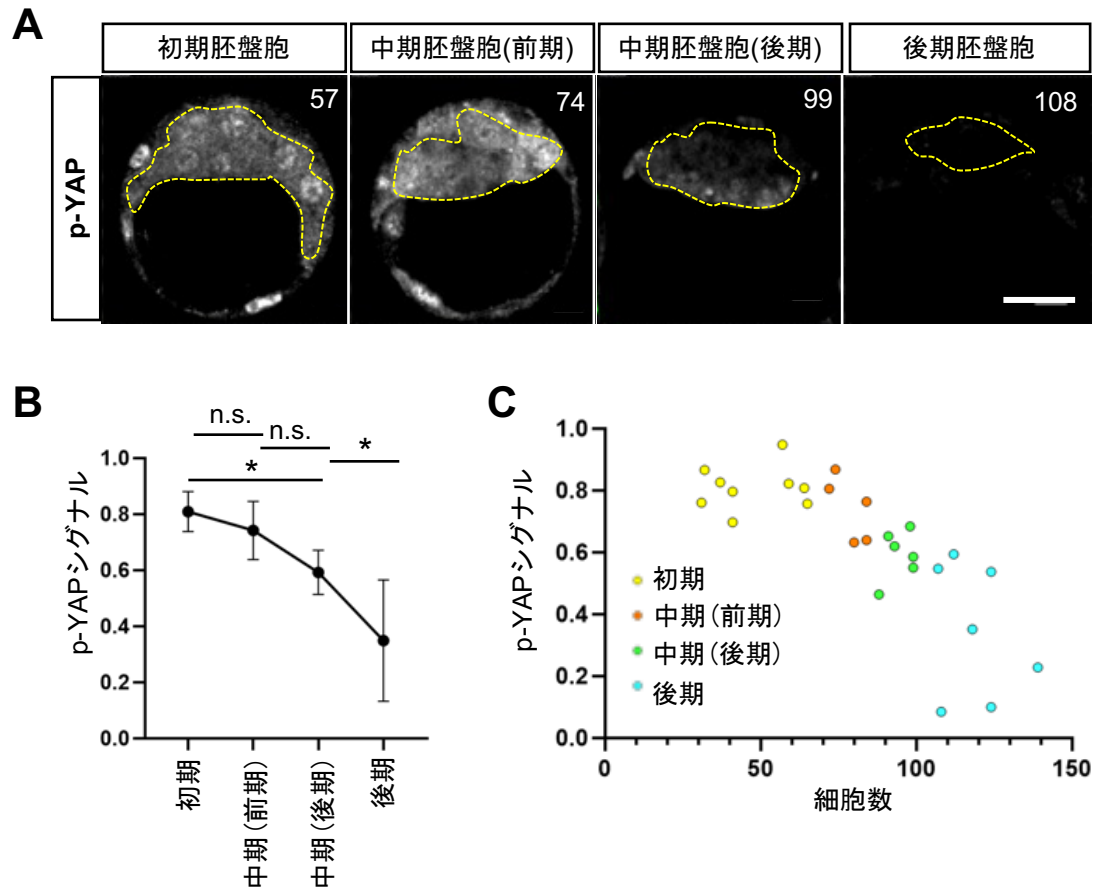 A
初期胚盤胞
中期胚盤胞(前期)
中期胚盤胞(後期)
後期胚盤胞
p-YAP
57
74
99
108
B
n.s.
n.s.
*
*
p-YAPシグナル
1.0
0.8
0.6
0.4
0.2
0.0
初期
中期(前期)
中期(後期)
後期
C
p-YAPシグナル
1.0
0.8
0.6
0.4
0.2
0.0
初期
中期(前期)
中期(後期)
後期
0
50
100
150
細胞数